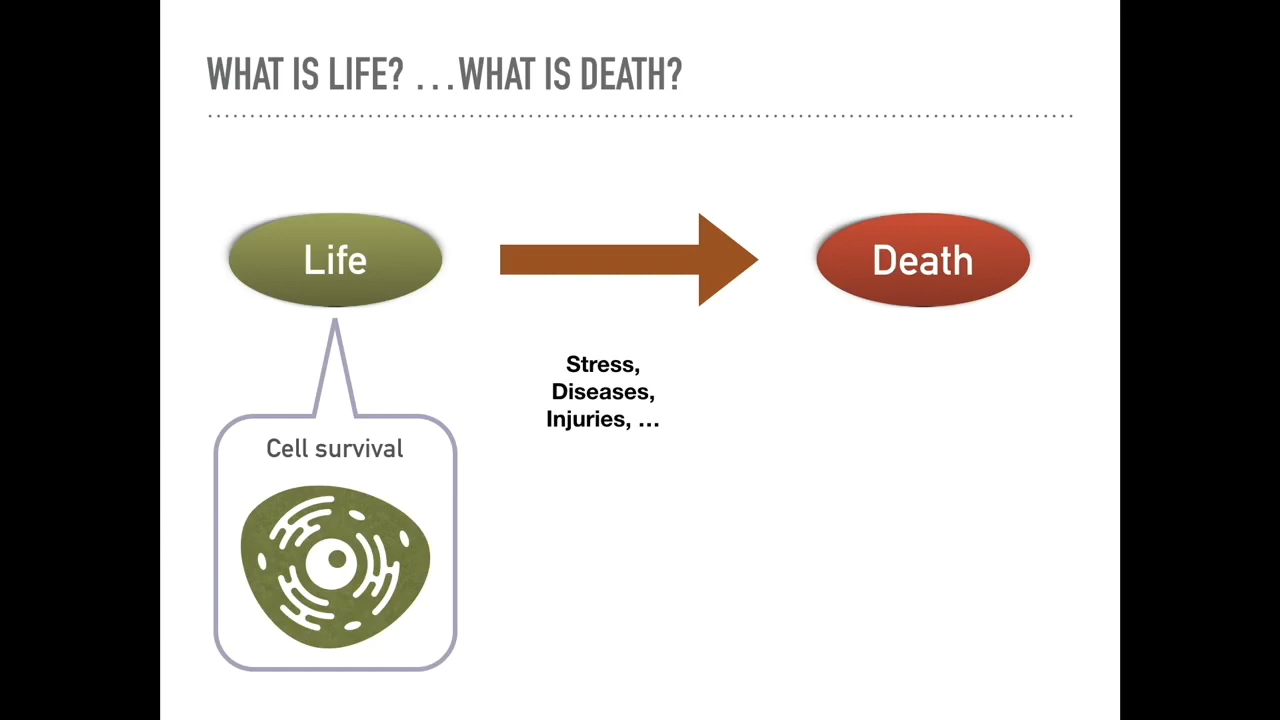 WHAT IS LIFE? ...WHAT IS DEATH?
Life
Death
Stress,
Diseases,
Injuries, ...
Cell survival